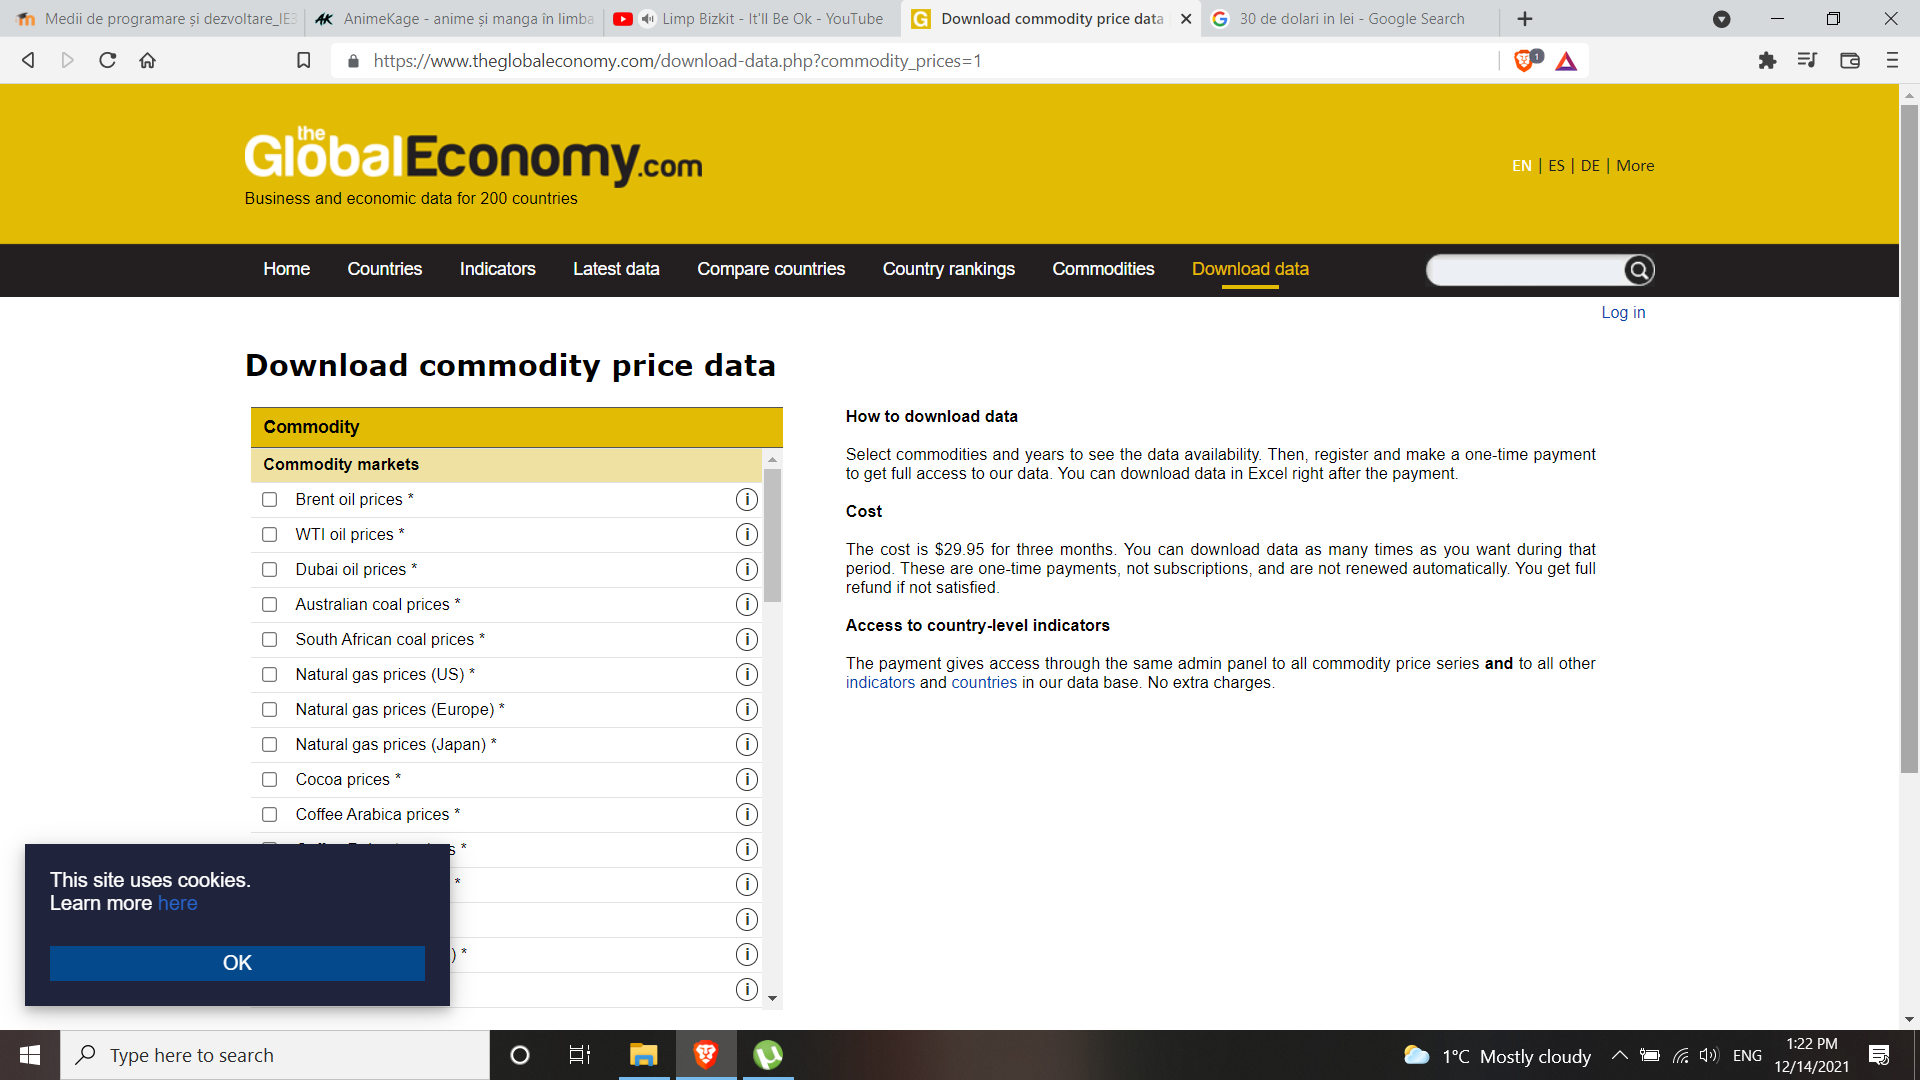 Medii de programare și dezvoltare_IE3
AnimeKage - anime și manga în limba
Limp Bizkit - It'll Be Ok - YouTube
Download commodity price data
30 de dolari in lei - Google Search
https://www.theglobaleconomy.com/download-data.php?commodity_prices=1
1
theGlobalEconomy.com
Business and economic data for 200 countries
EN | ES | DE | More
Home Countries Indicators Latest data Compare countries Country rankings Commodities Download data
Log in
Download commodity price data
Commodity
Commodity markets
Brent oil prices *
WTI oil prices *
Dubai oil prices *
Australian coal prices *
South African coal prices *
Natural gas prices (US) *
Natural gas prices (Europe) *
Natural gas prices (Japan) *
Cocoa prices *
Coffee Arabica prices *
s *
*
) *
How to download data
Select commodities and years to see the data availability. Then, register and make a one-time payment
to get full access to our data. You can download data in Excel right after the payment.
Cost
The cost is $29.95 for three months. You can download data as many times as you want during that
period. These are one-time payments, not subscriptions, and are not renewed automatically. You get full
refund if not satisfied.
Access to country-level indicators
The payment gives access through the same admin panel to all commodity price series and to all other
indicators and countries in our data base. No extra charges.
This site uses cookies.
Learn more here
OK
Type here to search
1°C Mostly cloudy
ENG
1:22 PM
12/14/2021